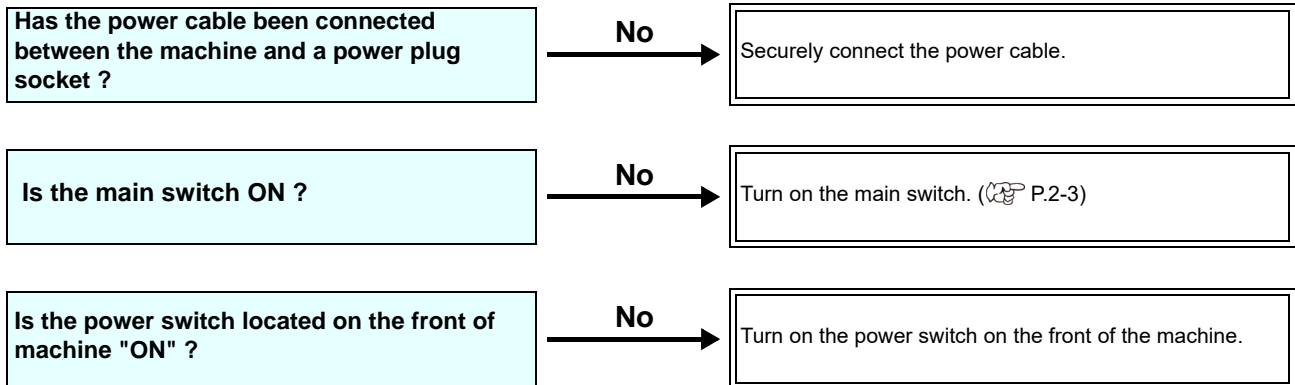 Has the power cable been connected
between the machine and a power plug
socket ?
No
Securely connect the power cable.
Is the main switch ON ?
No
Turn on the main switch. ( P.2-3)
Is the power switch located on the front of
machine "ON" ?
No
Turn on the power switch on the front of the machine.